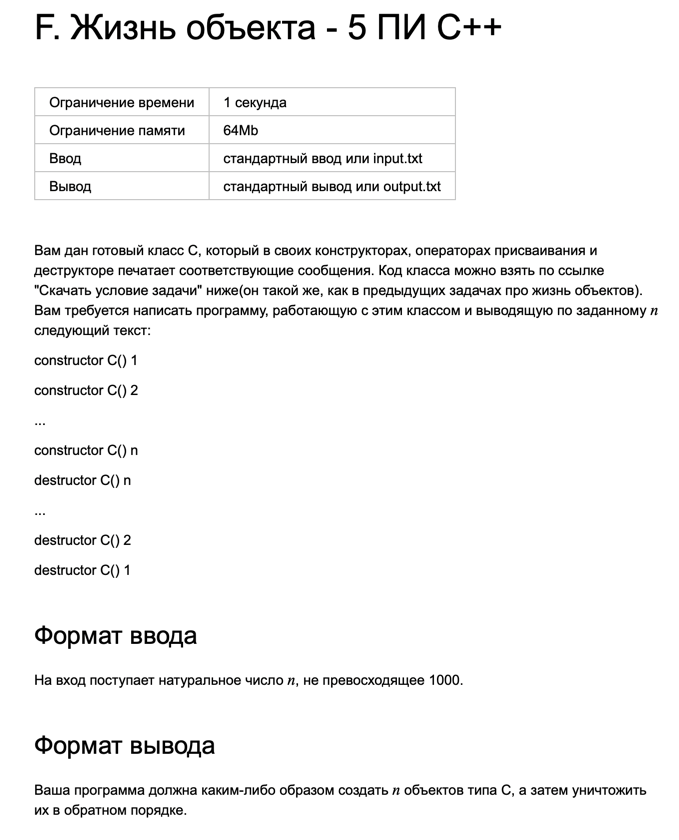 F. Жизнь объекта - 5 ПИ C++
Ограничение времени 1 секунда
Ограничение памяти 64Mb
Ввод стандартный ввод или input.txt
Вывод стандартный вывод или output.txt
Вам дан готовый класс C, который в своих конструкторах, операторах присваивания и
деструкторе печатает соответствующие сообщения. Код класса можно взять по ссылке
"Скачать условие задачи" ниже(он такой же, как в предыдущих задачах про жизнь объектов).
Вам требуется написать программу, работающую с этим классом и выводящую по заданному n
следующий текст:
constructor C() 1
constructor C() 2
...
constructor C() n
destructor C() n
...
destructor C() 2
destructor C() 1
Формат ввода
На вход поступает натуральное число n, не превосходящее 1000.
Формат вывода
Ваша программа должна каким-либо образом создать n объектов типа C, а затем уничтожить
их в обратном порядке.